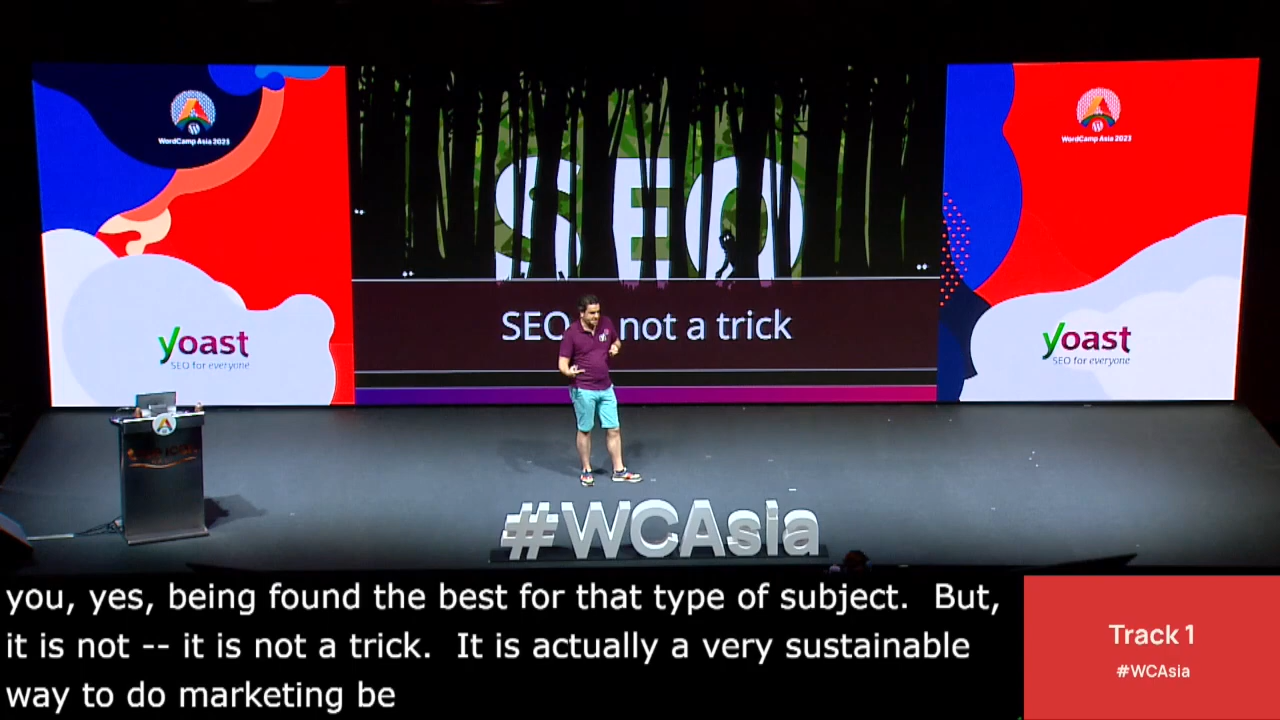 WordCamp Asia 2023
WordCamp Asia 2023
SEO
SEO not a trick
yoast
SEO for everyone
yoast
SEO for everyone
#WCAsia
you, yes, being found the best for that type of subject. But,
it is not -- it is not a trick. It is actually a very sustainable
way to do marketing be
Track 1
#WCAsia